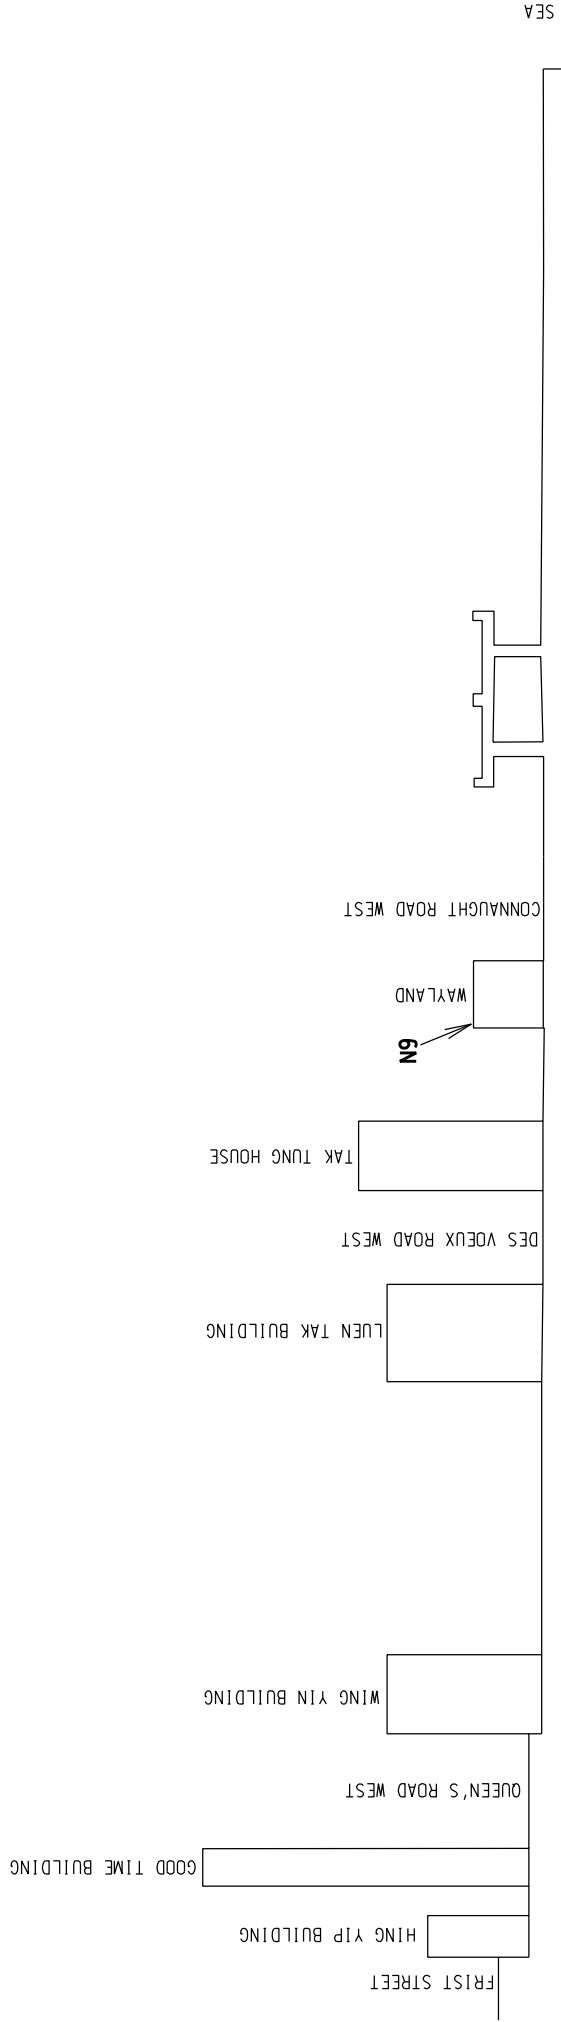 SEA
CONNAUGHT ROAD WEST
WAYLAND
N9
TAK TUNG HOUSE
DES VOEUX ROAD WEST
LUEN TAK BUILDING
WING YIN BUILDING
QUEEN'S ROAD WEST
GOOD TIME BUILDING
HING YIP BUILDING
FRIST STREET